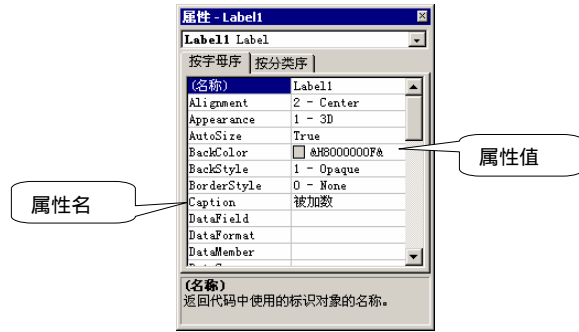 属性 - Label1
Label1 Label
按字母序 按分类序
(名称) Label1
Alignment 2 - Center
Appearance 1 - 3D
AutoSize True
BackColor &H8000000F&
BackStyle 1 - Opaque
BorderStyle 0 - None
Caption 被加数
DataField
DataFormat
DataMember
属性值
属性名
(名称)
返回代码中使用的标识对象的名称。